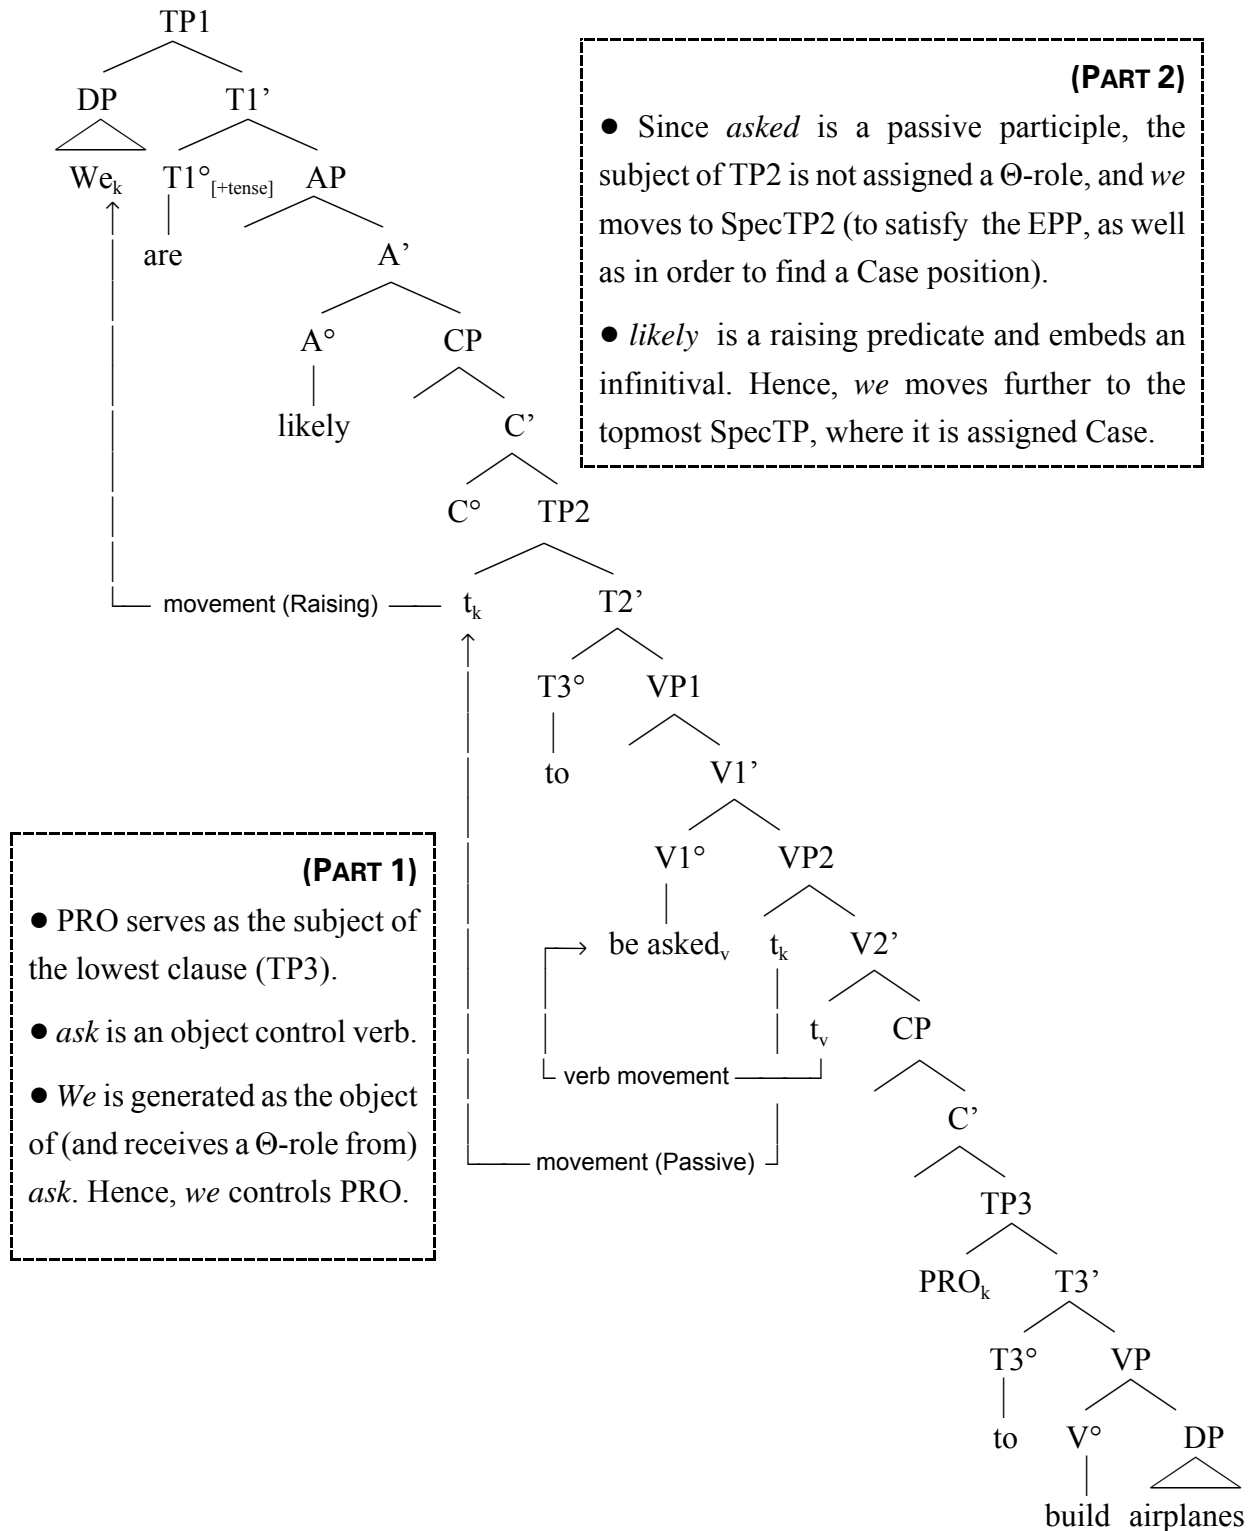 TP1
DP T1’
We k T1° [+tense] AP
are A’
A° CP
likely C’
C° TP2
movement (Raising) t k T2’
T3° VP1
to V1’
V1° VP2
be asked v t k V2’
t v CP
verb movement
C’
movement (Passive)
TP3
PRO k T3’
T3° VP
to V° DP
build airplanes
(PART 2)
● Since asked is a passive participle, the
subject of TP2 is not assigned a Θ-role, and we
moves to SpecTP2 (to satisfy the EPP, as well
as in order to find a Case position).
● likely is a raising predicate and embeds an
infinitival. Hence, we moves further to the
topmost SpecTP, where it is assigned Case.
(PART 1)
● PRO serves as the subject of
the lowest clause (TP3).
● ask is an object control verb.
● We is generated as the object
of (and receives a Θ-role from)
ask. Hence, we controls PRO.